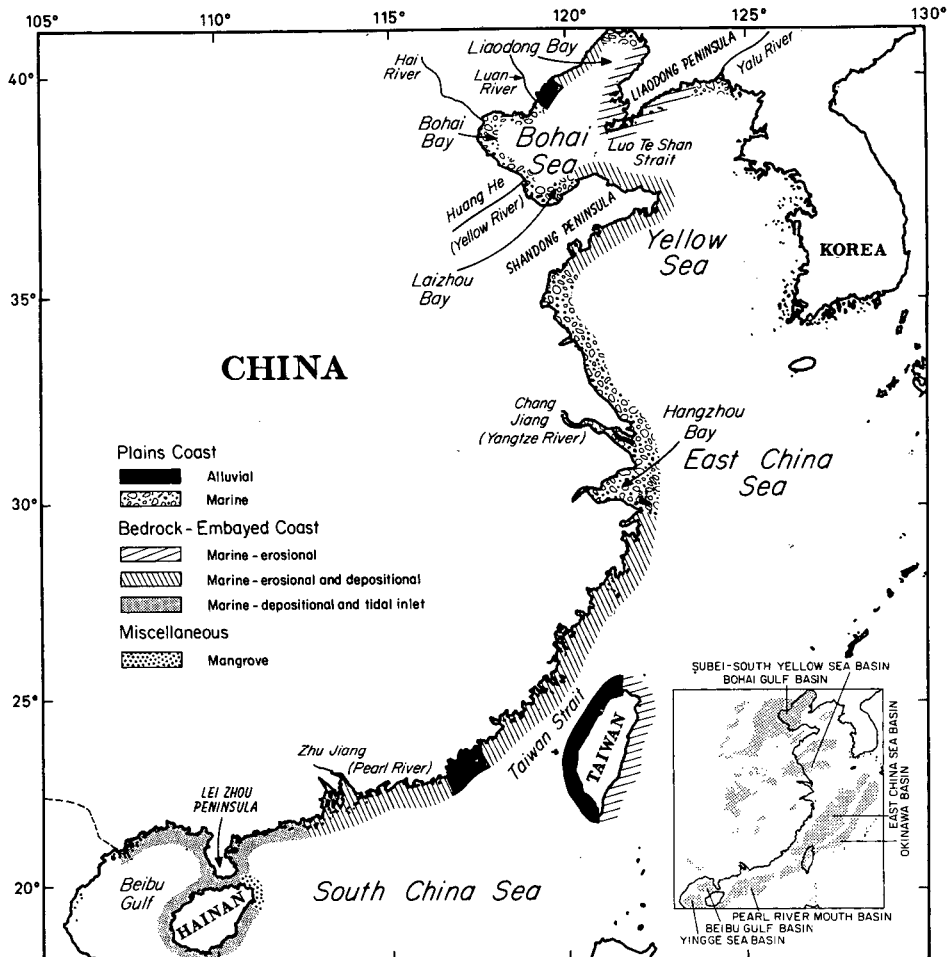 105°
110°
115°
120°
125°
130°
40°
35°
30°
25°
20°
Hai
River
Luan
River
Liaodong Bay
LIAODONG PENINSULA
Yalu River
Bohai
Bay
Bohai
Sea
Luo Te Shan
Strait
Huang He
(Yellow River)
SHANDONG PENINSULA
Laizhou
Bay
Yellow
Sea
KOREA
CHINA
Chang
Jiang
(Yangtze River)
Hangzhou
Bay
East China
Sea
Plains Coast
Alluvial
Marine
Bedrock - Embayed Coast
Marine - erosional
Marine - erosional and depositional
Marine - depositional and tidal inlet
Miscellaneous
Mangrove
Taiwan Strait
TAIWAN
Zhu Jiang
(Pearl River)
LEI ZHOU
PENINSULA
Beibu
Gulf
HAINAN
South China Sea
SUBEI-SOUTH YELLOW SEA BASIN
BOHAI GULF BASIN
EAST CHINA SEA BASIN
OKINAWA BASIN
PEARL RIVER MOUTH BASIN
BEIBU GULF BASIN
YINGGE SEA BASIN